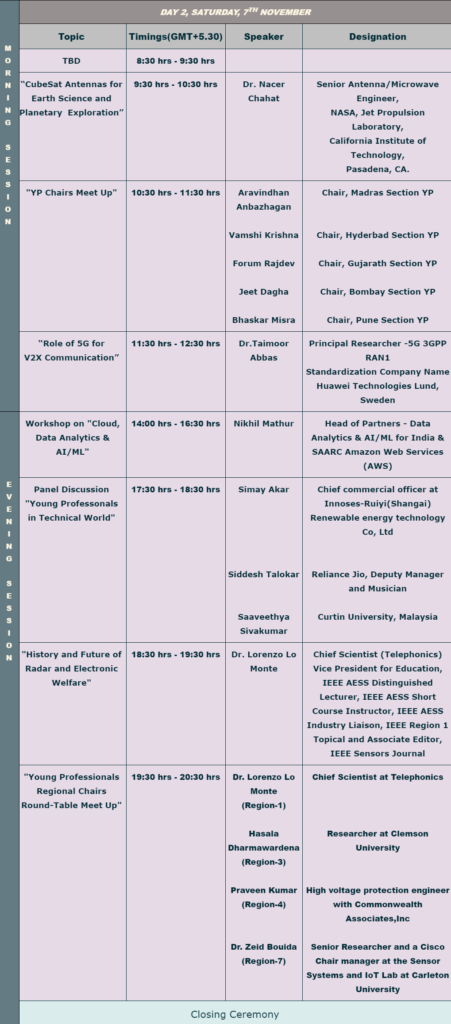 DAY 2, SATURDAY, 7TH NOVEMBER
Topic
Timings(GMT+5.30)
Speaker
Designation
MORNING SESSION
TBD
8:30 hrs - 9:30 hrs
"CubeSat Antennas for
Earth Science and
Planetary Exploration"
9:30 hrs - 10:30 hrs
Dr. Nacer
Chahat
Senior Antenna/Microwave
Engineer,
NASA, Jet Propulsion
Laboratory,
California Institute of
Technology,
Pasadena, CA.
"YP Chairs Meet Up"
10:30 hrs - 11:30 hrs
Aravindhan
Anbazhagan
Chair, Madras Section YP
Vamshi Krishna
Chair, Hyderbad Section YP
Forum Rajdev
Chair, Gujarath Section YP
Jeet Dagha
Chair, Bombay Section YP
Bhaskar Misra
Chair, Pune Section YP
"Role of 5G for
V2X Communication"
11:30 hrs - 12:30 hrs
Dr.Taimoor
Abbas
Principal Researcher -5G 3GPP
RAN1
Standardization Company Name
Huawei Technologies Lund,
Sweden
EVENING SESSION
Workshop on "Cloud,
Data Analytics &
AI/ML"
14:00 hrs - 16:30 hrs
Nikhil Mathur
Head of Partners - Data
Analytics & AI/ML for India &
SAARC Amazon Web Services
(AWS)
Panel Discussion
"Young Professonals
in Technical World"
17:30 hrs - 18:30 hrs
Simay Akar
Chief commercial officer at
Innoses-Ruiyi(Shangai)
Renewable energy technology
Co, Ltd
Siddesh Talokar
Reliance Jio, Deputy Manager
and Musician
Saaveethya
Sivakumar
Curtin University, Malaysia
"History and Future of
Radar and Electronic
Welfare"
18:30 hrs - 19:30 hrs
Dr. Lorenzo Lo
Monte
Chief Scientist (Telephonics)
Vice President for Education,
IEEE AESS Distinguished
Lecturer, IEEE AESS Short
Course Instructor, IEEE AESS
Industry Liaison, IEEE Region 1
Topical and Associate Editor,
IEEE Sensors Journal
"Young Professionals
Regional Chairs
Round-Table Meet Up"
19:30 hrs - 20:30 hrs
Dr. Lorenzo Lo
Monte
(Region-1)
Chief Scientist at Telephonics
Hasala
Dharmawardena
(Region-3)
Researcher at Clemson
University
Praveen Kumar
(Region-4)
High voltage protection engineer
with Commonwealth
Associates,Inc
Dr. Zeid Bouida
(Region-7)
Senior Researcher and a Cisco
Chair manager at the Sensor
Systems and IoT Lab at Carleton
University
Closing Ceremony